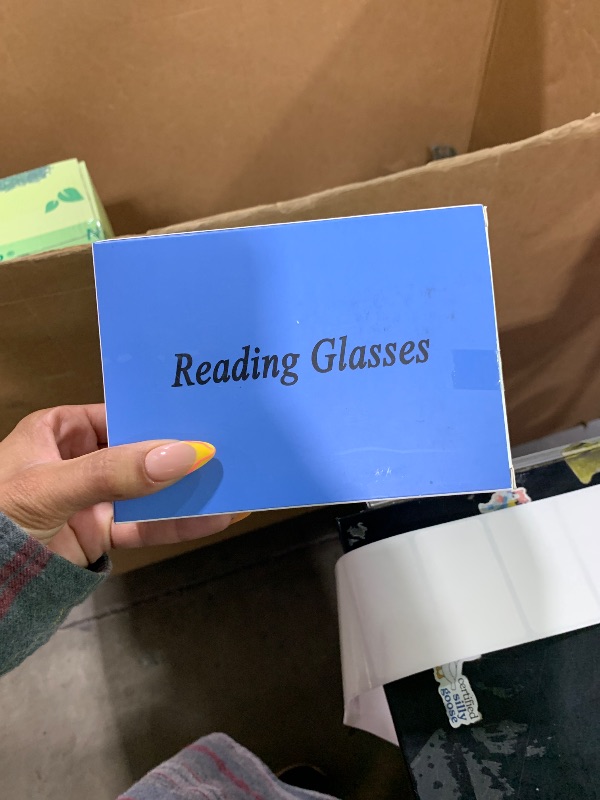 Reading Glasses
certified
silly
goose